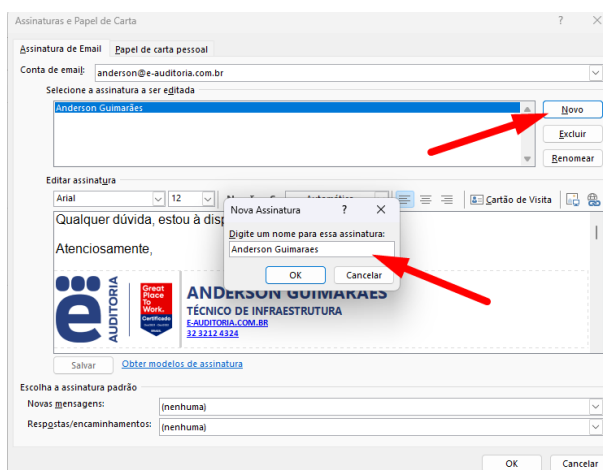 Assinaturas e Papel de Carta ? ×
Assinatura de Email Papel de carta pessoal
Conta de email: anderson@e-auditoria.com.br
Selecione a assinatura a ser editada
Anderson Guimarães
Novo
Excluir
Renomear
Editar assinatura
Arial 12 Cartão de Visita
Nova Assinatura ? ×
Digite um nome para essa assinatura:
Anderson Guimaraes
OK Cancelar
Qualquer dúvida, estou à
Atenciosamente,
ë AUDITORIA
Great
Place
To
Work.
Certificado
BRASIL
ANDERSON GUIMARÃES
TÉCNICO DE INFRAESTRUTURA
E-AUDITORIA.COM.BR
32 3212 4324
Salvar Obter modelos de assinatura
Escolha a assinatura padrão
Novas mensagens: (nenhuma)
Respostas/encaminhamentos: (nenhuma)
OK Cancelar